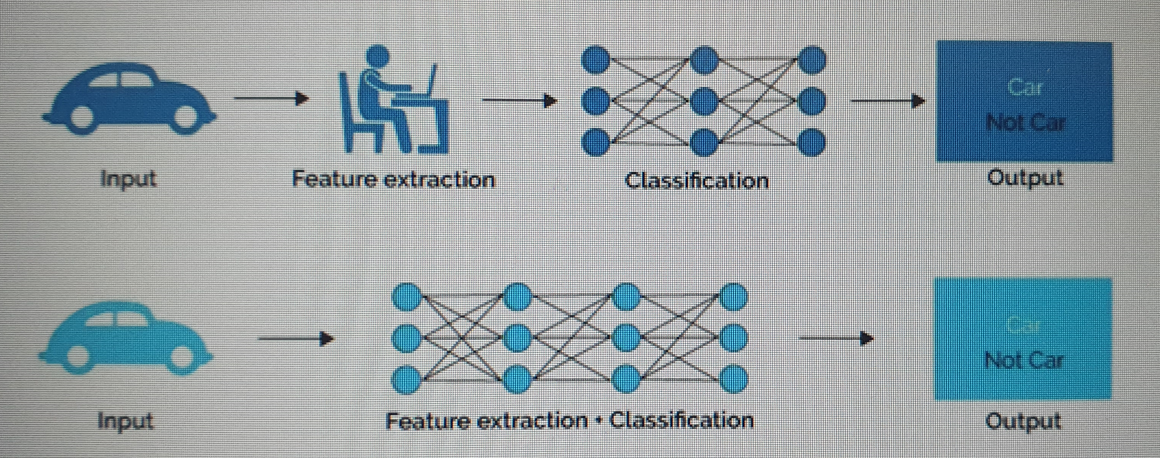 Car
Not Car
Input
Feature extraction
Classification
Output
Car
Not Car
Input
Feature extraction + Classification
Output